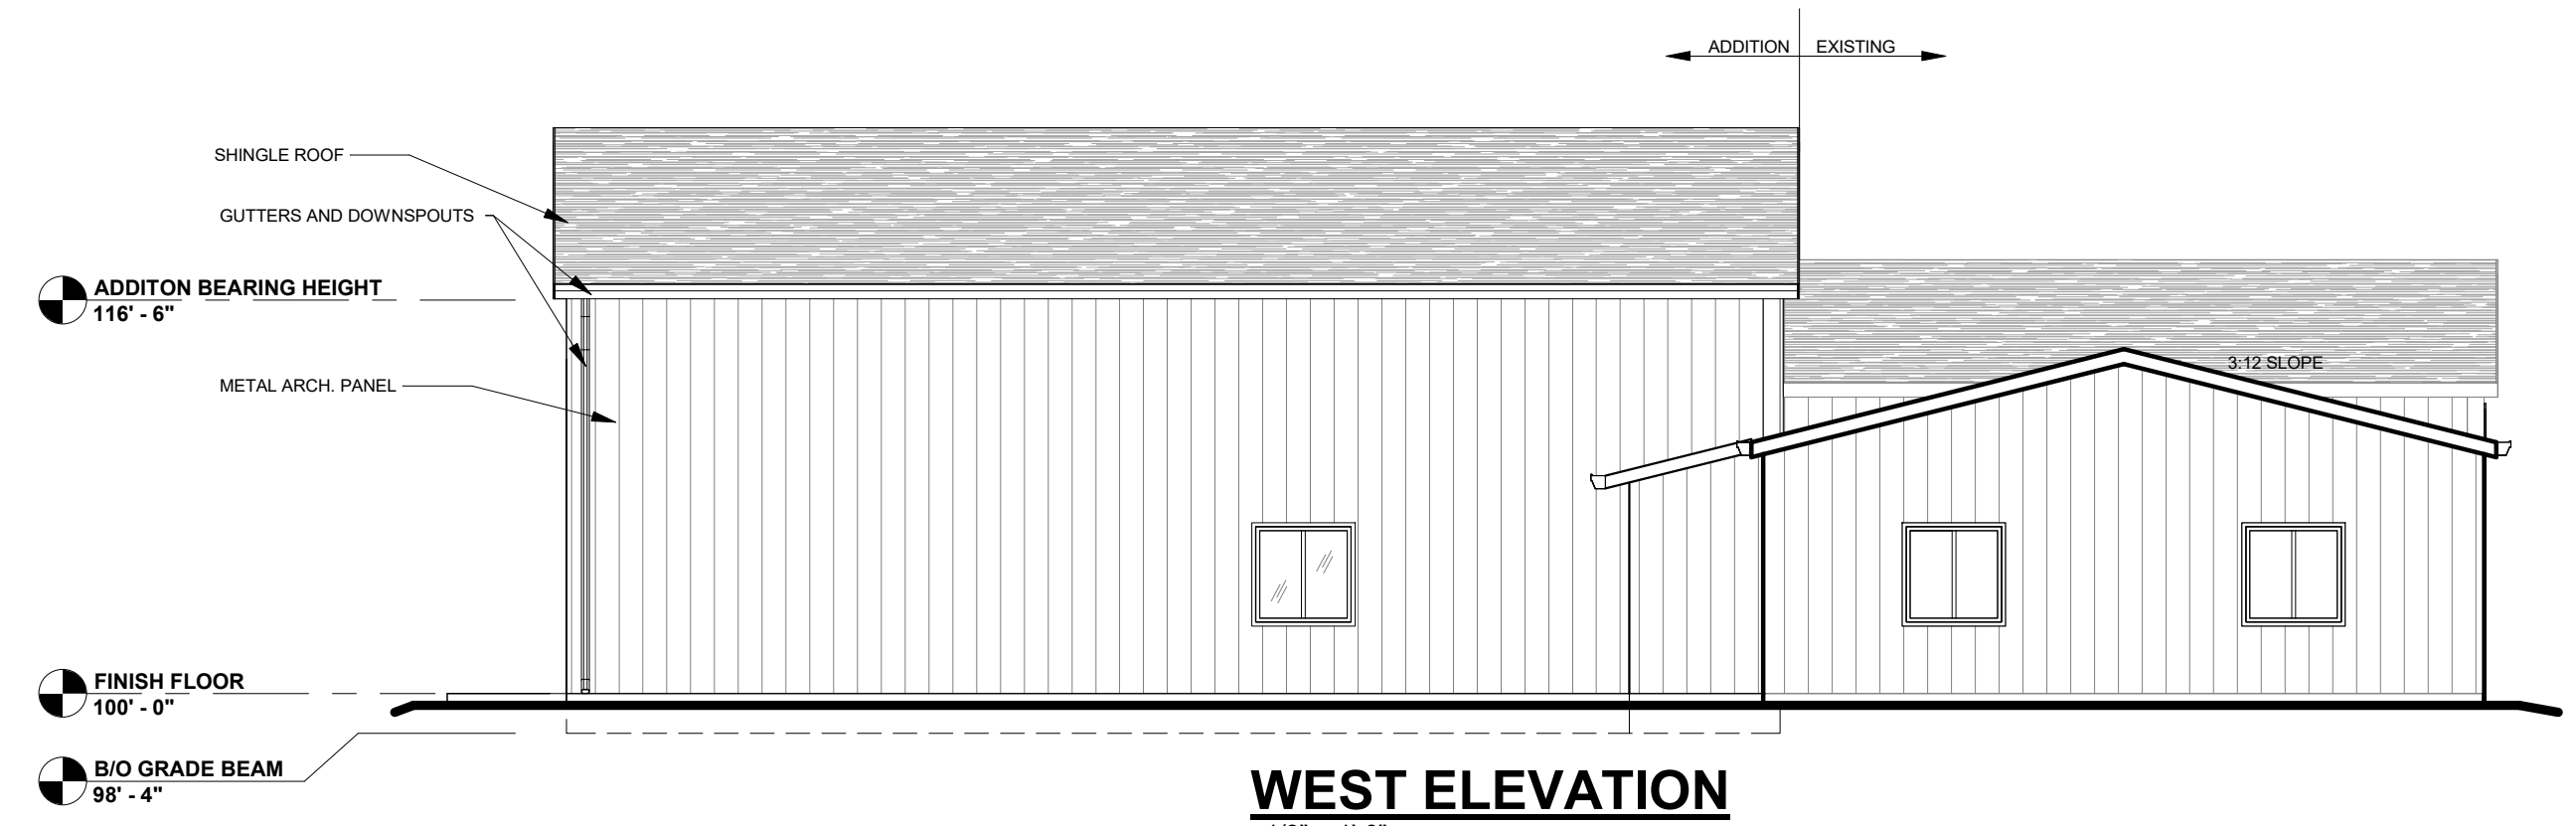 ADDITION EXISTING
SHINGLE ROOF
GUTTERS AND DOWNSPOUTS
ADDITON BEARING HEIGHT
116' - 6"
3:12 SLOPE
METAL ARCH. PANEL
FINISH FLOOR
100' - 0"
B/O GRADE BEAM
98' - 4"
WEST ELEVATION